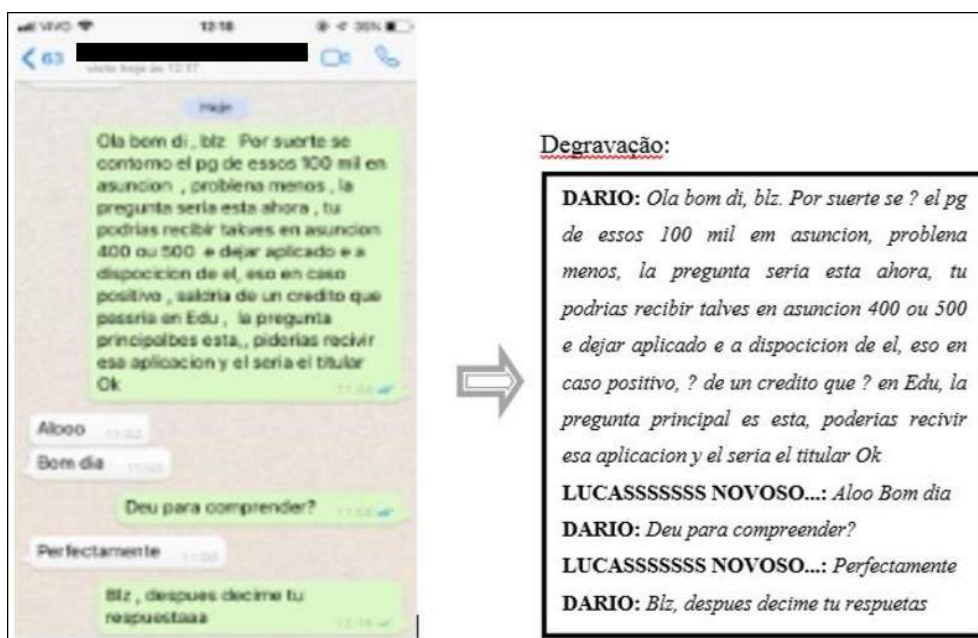 VIVO
12:18
35%
63
visto hoje às 12:17
Hoje
Ola bom di , blz Por suerte se
contorno el pg de essos 100 mil en
asuncion , problena menos , la
pregunta seria esta ahora , tu
podrias recibir takves en asuncion
400 ou 500 e dejar aplicado e a
dispocicion de el, eso en caso
positivo , saldria de un credito que
passria en Edu , la pregunta
principalbes esta,, piderias recivir
esa aplicacion y el seria el titular
Ok
Alooo
Bom dia
Deu para comprender?
Perfectamente
Blz , despues decime tu
respuestaaa
Degravação:
DARIO: Ola bom di, blz. Por suerte se ? el pg
de essos 100 mil em asuncion, problena
menos, la pregunta seria esta ahora, tu
podrias recibir talves en asuncion 400 ou 500
e dejar aplicado e a dispocicion de el, eso en
caso positivo, ? de un credito que ? en Edu, la
pregunta principal es esta, poderias recivir
esa aplicacion y el seria el titular Ok
LUCASSSSSSS NOVOSO...: Aloo Bom dia
DARIO: Deu para compreender?
LUCASSSSSSS NOVOSO...: Perfectamente
DARIO: Blz, despues decime tu respuetas